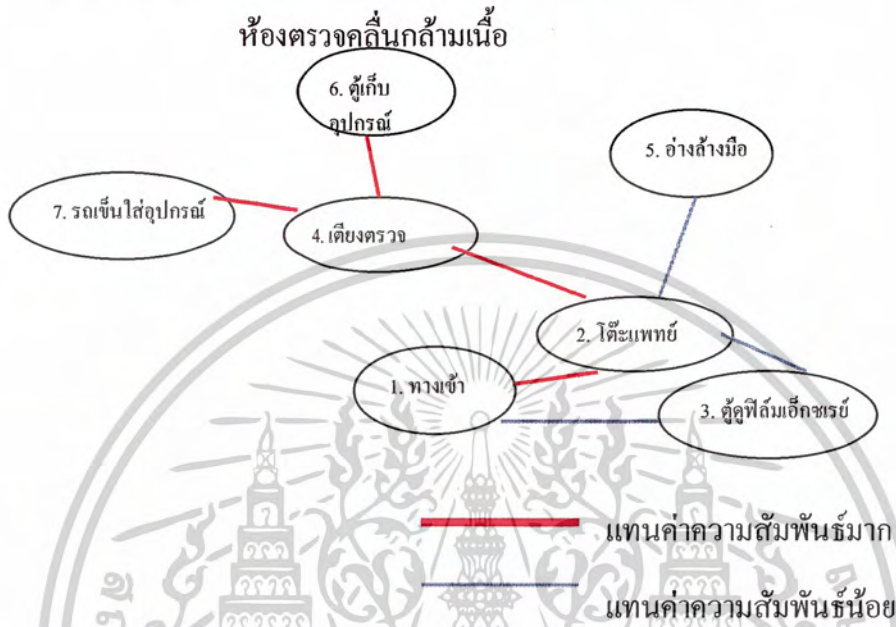 ห้องตรวจคลื่นกล้ามเนื้อ
6. ตู้เก็บ
อุปกรณ์
5. อ่างล้างมือ
7. รถเข็นใส่อุปกรณ์
4. เตียงตรวจ
2. โต๊ะแพทย์
1. ทางเข้า
3. ตู้ดูฟิล์มเอ็กซเรย์
แทนค่าความสัมพันธ์มาก
แทนค่าความสัมพันธ์น้อย